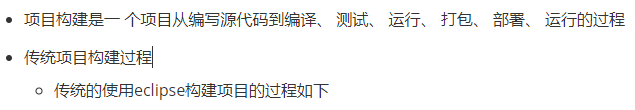 项目构建是一 个项目从编写源代码到编译、 测试、 运行、 打包、 部署、 运行的过程
传统项目构建过程
传统的使用eclipse构建项目的过程如下